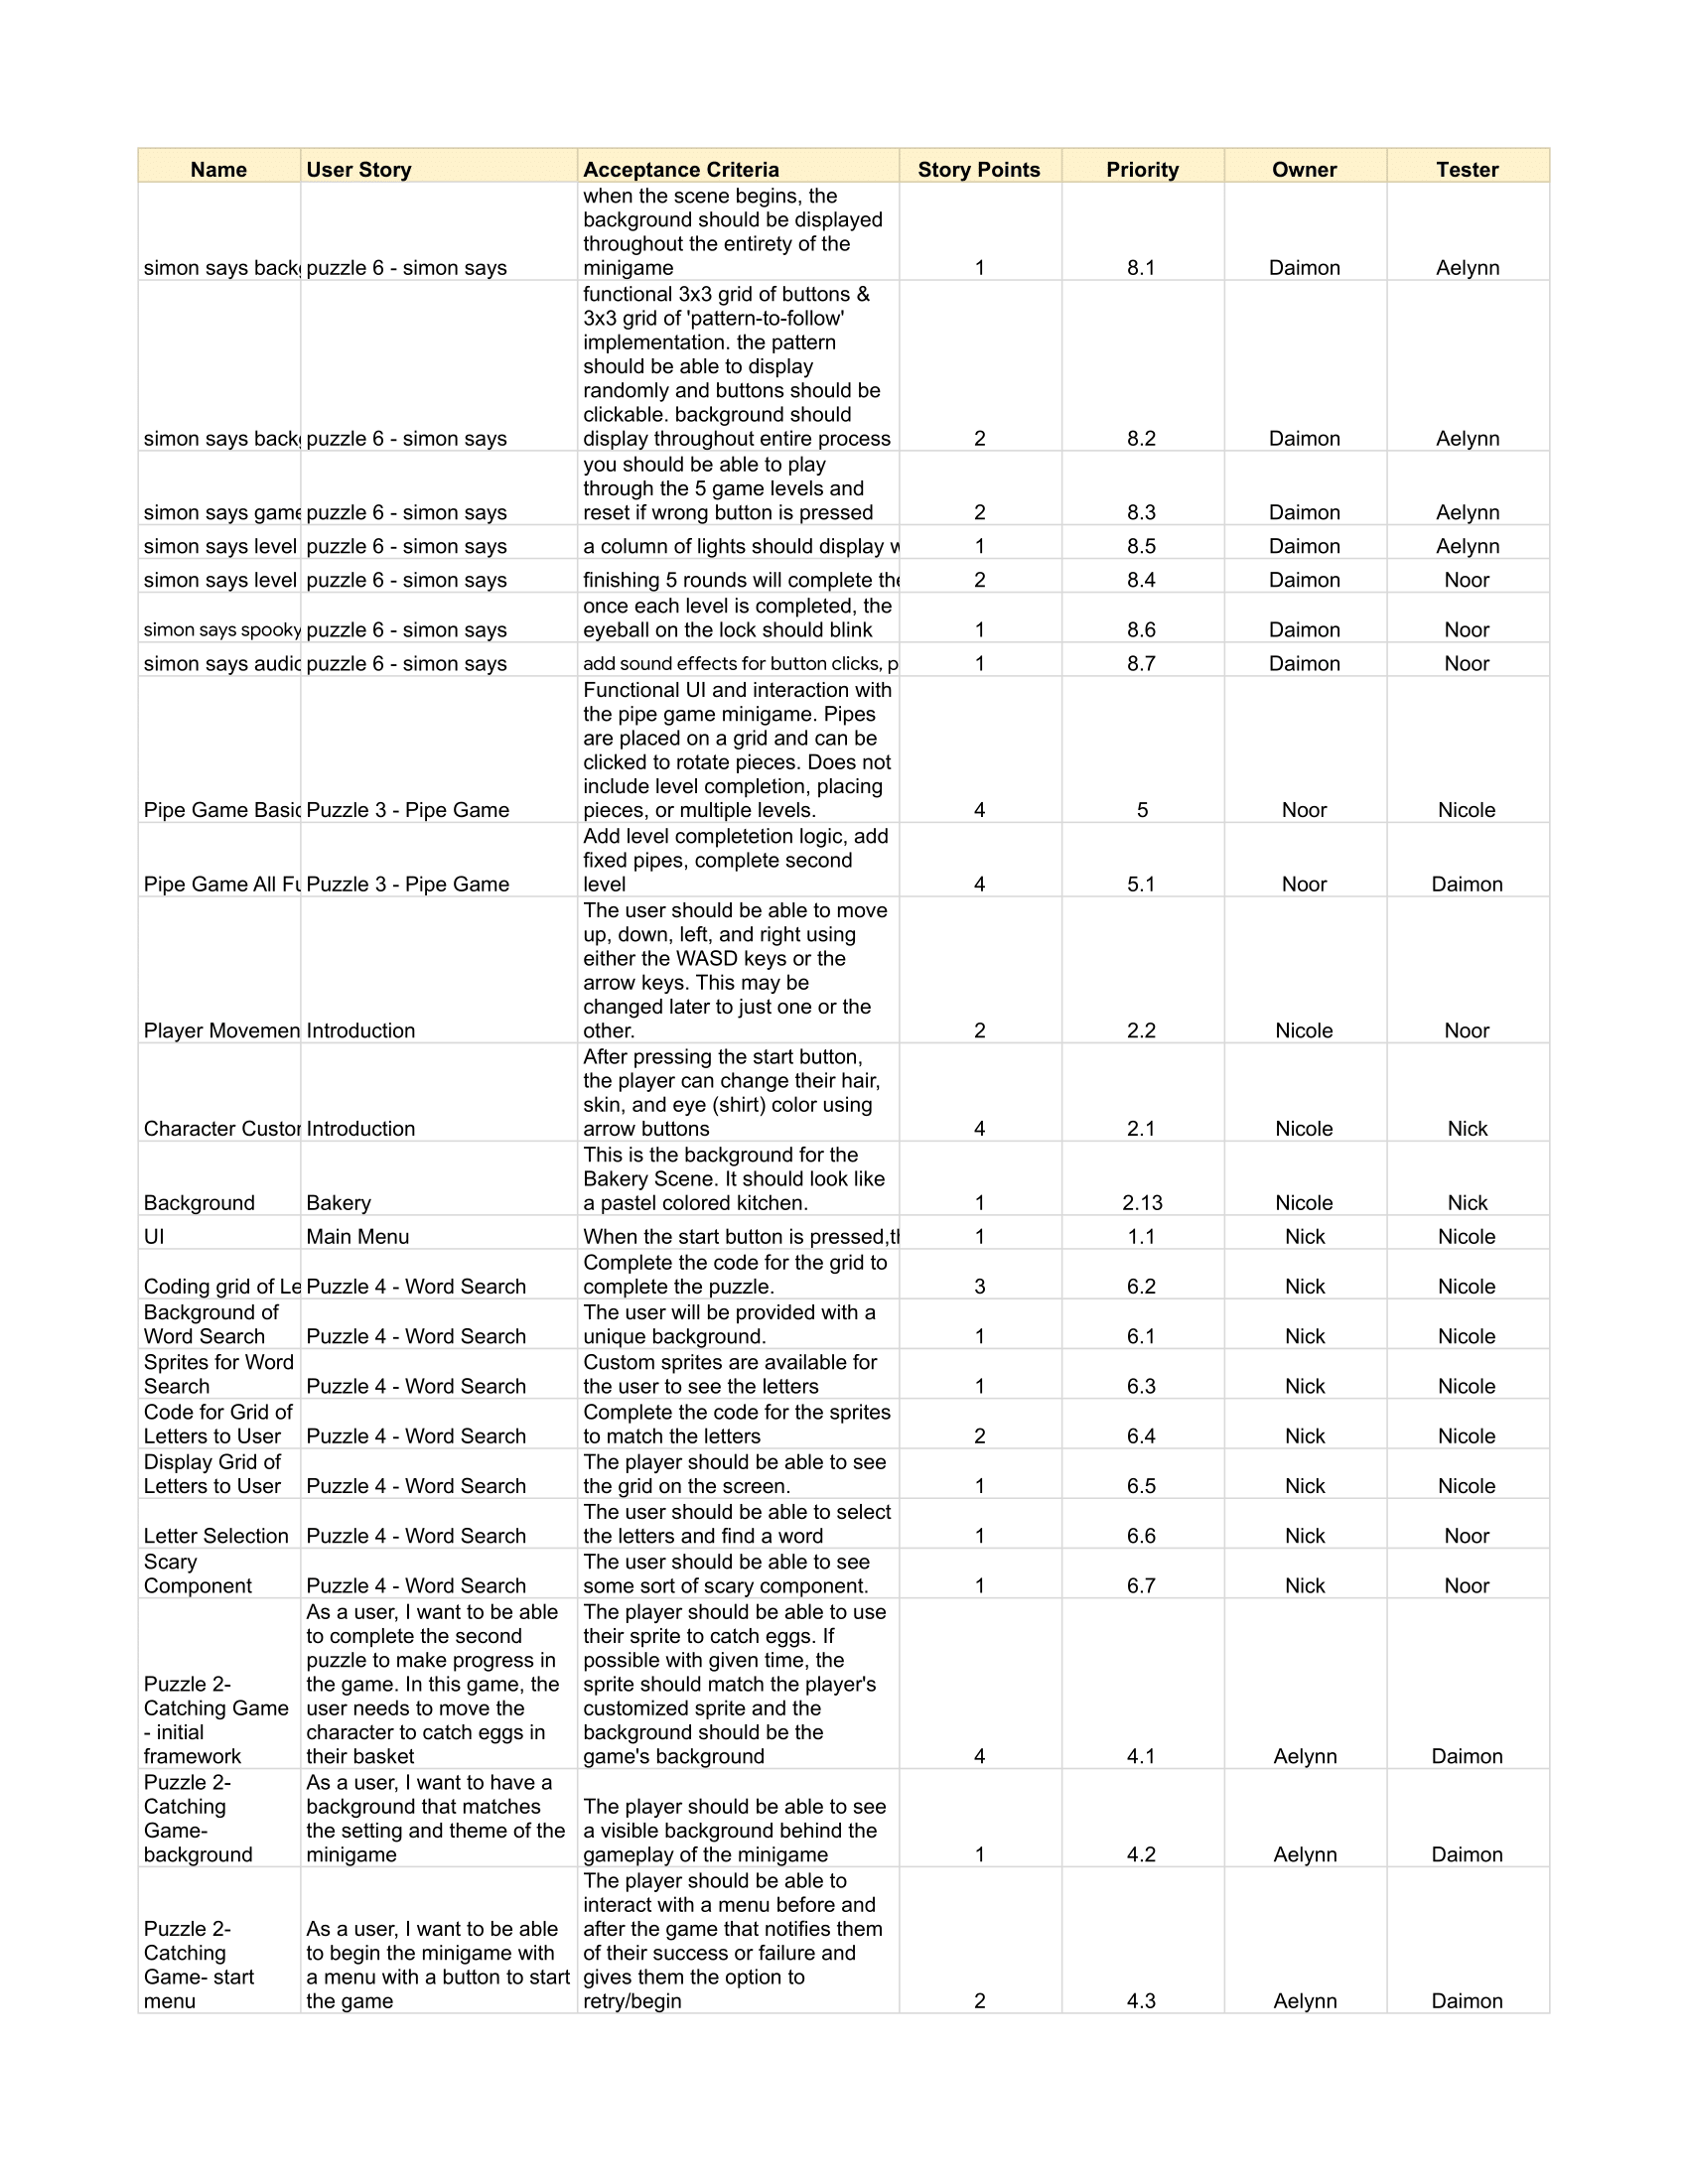 Name User Story Acceptance Criteria Story Points Priority Owner Tester
when the scene begins, the
background should be displayed
throughout the entirety of the
minigame
simon says back puzzle 6 - simon says 1 8.1 Daimon Aelynn
functional 3x3 grid of buttons &
3x3 grid of 'pattern-to-follow'
implementation. the pattern
should be able to display
randomly and buttons should be
clickable. background should
display throughout entire process
simon says back puzzle 6 - simon says 2 8.2 Daimon Aelynn
you should be able to play
through the 5 game levels and
reset if wrong button is pressed
simon says game puzzle 6 - simon says 2 8.3 Daimon Aelynn
simon says level puzzle 6 - simon says a column of lights should display w 1 8.5 Daimon Aelynn
simon says level puzzle 6 - simon says finishing 5 rounds will complete the 2 8.4 Daimon Noor
once each level is completed, the
eyeball on the lock should blink
simon says spooky puzzle 6 - simon says 1 8.6 Daimon Noor
simon says audio puzzle 6 - simon says add sound effects for button clicks, p 1 8.7 Daimon Noor
Functional UI and interaction with
the pipe game minigame. Pipes
are placed on a grid and can be
clicked to rotate pieces. Does not
include level completion, placing
pieces, or multiple levels.
Pipe Game Basic Puzzle 3 - Pipe Game 4 5 Noor Nicole
Add level completetion logic, add
fixed pipes, complete second
level
Pipe Game All Fu Puzzle 3 - Pipe Game 4 5.1 Noor Daimon
The user should be able to move
up, down, left, and right using
either the WASD keys or the
arrow keys. This may be
changed later to just one or the
other.
Player Movemen Introduction 2 2.2 Nicole Noor
After pressing the start button,
the player can change their hair,
skin, and eye (shirt) color using
arrow buttons
Character Custor Introduction 4 2.1 Nicole Nick
This is the background for the
Bakery Scene. It should look like
a pastel colored kitchen.
Background Bakery 1 2.13 Nicole Nick
UI Main Menu When the start button is pressed,th 1 1.1 Nick Nicole
Complete the code for the grid to
complete the puzzle.
Coding grid of Le Puzzle 4 - Word Search 3 6.2 Nick Nicole
Background of
Word Search
Puzzle 4 - Word Search
The user will be provided with a
unique background.
1 6.1 Nick Nicole
Sprites for Word
Search
Puzzle 4 - Word Search
Custom sprites are available for
the user to see the letters
1 6.3 Nick Nicole
Code for Grid of
Letters to User
Puzzle 4 - Word Search
Complete the code for the sprites
to match the letters
2 6.4 Nick Nicole
Display Grid of
Letters to User
Puzzle 4 - Word Search
The player should be able to see
the grid on the screen.
1 6.5 Nick Nicole
Letter Selection
Puzzle 4 - Word Search
The user should be able to select
the letters and find a word
1 6.6 Nick Noor
Scary
Component
Puzzle 4 - Word Search
The user should be able to see
some sort of scary component.
1 6.7 Nick Noor
Puzzle 2-
Catching Game
- initial
framework
As a user, I want to be able
to complete the second
puzzle to make progress in
the game. In this game, the
user needs to move the
character to catch eggs in
their basket
The player should be able to use
their sprite to catch eggs. If
possible with given time, the
sprite should match the player's
customized sprite and the
background should be the
game's background
4 4.1 Aelynn Daimon
Puzzle 2-
Catching
Game-
background
As a user, I want to have a
background that matches
the setting and theme of the
minigame
The player should be able to see
a visible background behind the
gameplay of the minigame
1 4.2 Aelynn Daimon
Puzzle 2-
Catching
Game- start
menu
As a user, I want to be able
to begin the minigame with
a menu with a button to start
the game
The player should be able to
interact with a menu before and
after the game that notifies them
of their success or failure and
gives them the option to
retry/begin
2 4.3 Aelynn Daimon